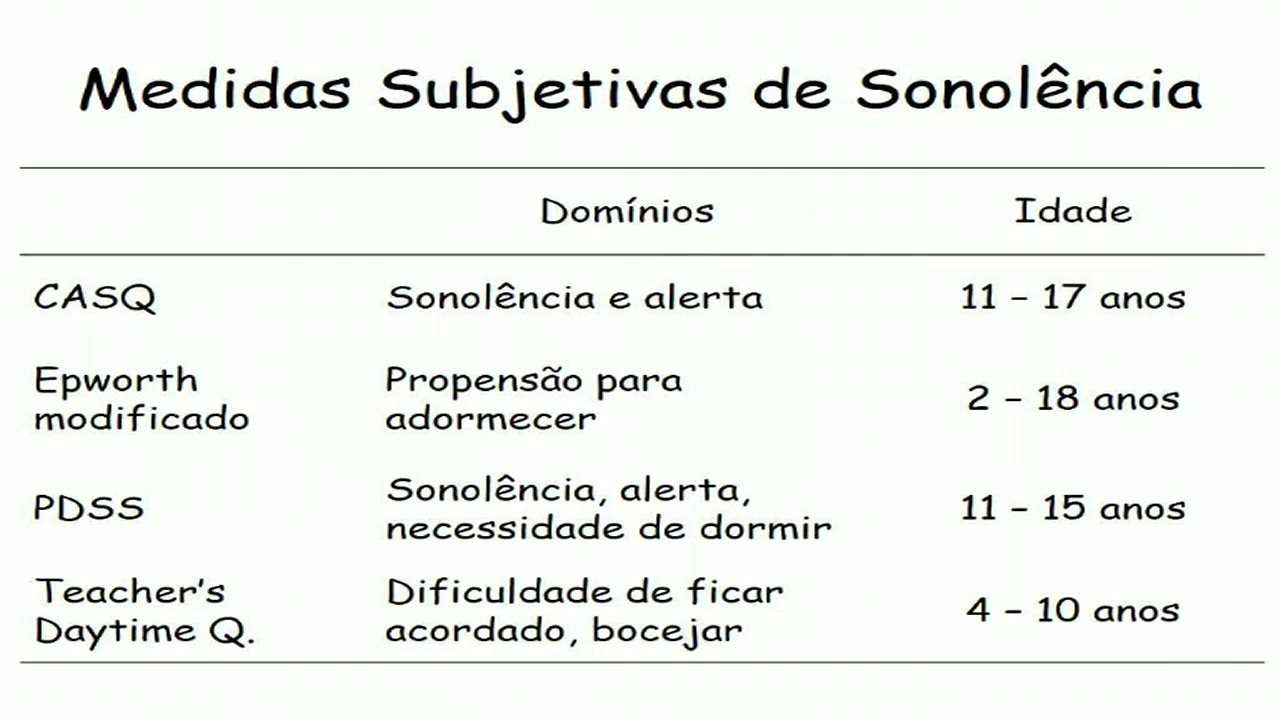 Medidas Subjetivas de Sonolência
Domínios Idade
CASQ Sonolência e alerta 11 – 17 anos
Epworth modificado Propensão para adormecer 2 – 18 anos
PDSS Sonolência, alerta, necessidade de dormir 11 – 15 anos
Teacher's Daytime Q. Dificuldade de ficar acordado, bocejar 4 – 10 anos